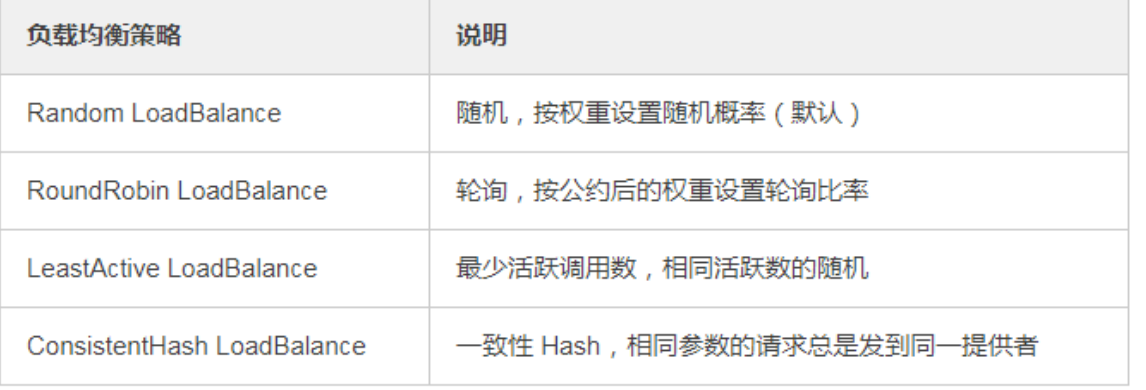 负载均衡策略 说明
Random LoadBalance 随机，按权重设置随机概率（默认）
RoundRobin LoadBalance 轮询，按公约后的权重设置轮询比率
LeastActive LoadBalance 最少活跃调用数，相同活跃数的随机
ConsistentHash LoadBalance 一致性 Hash，相同参数的请求总是发到同一提供者